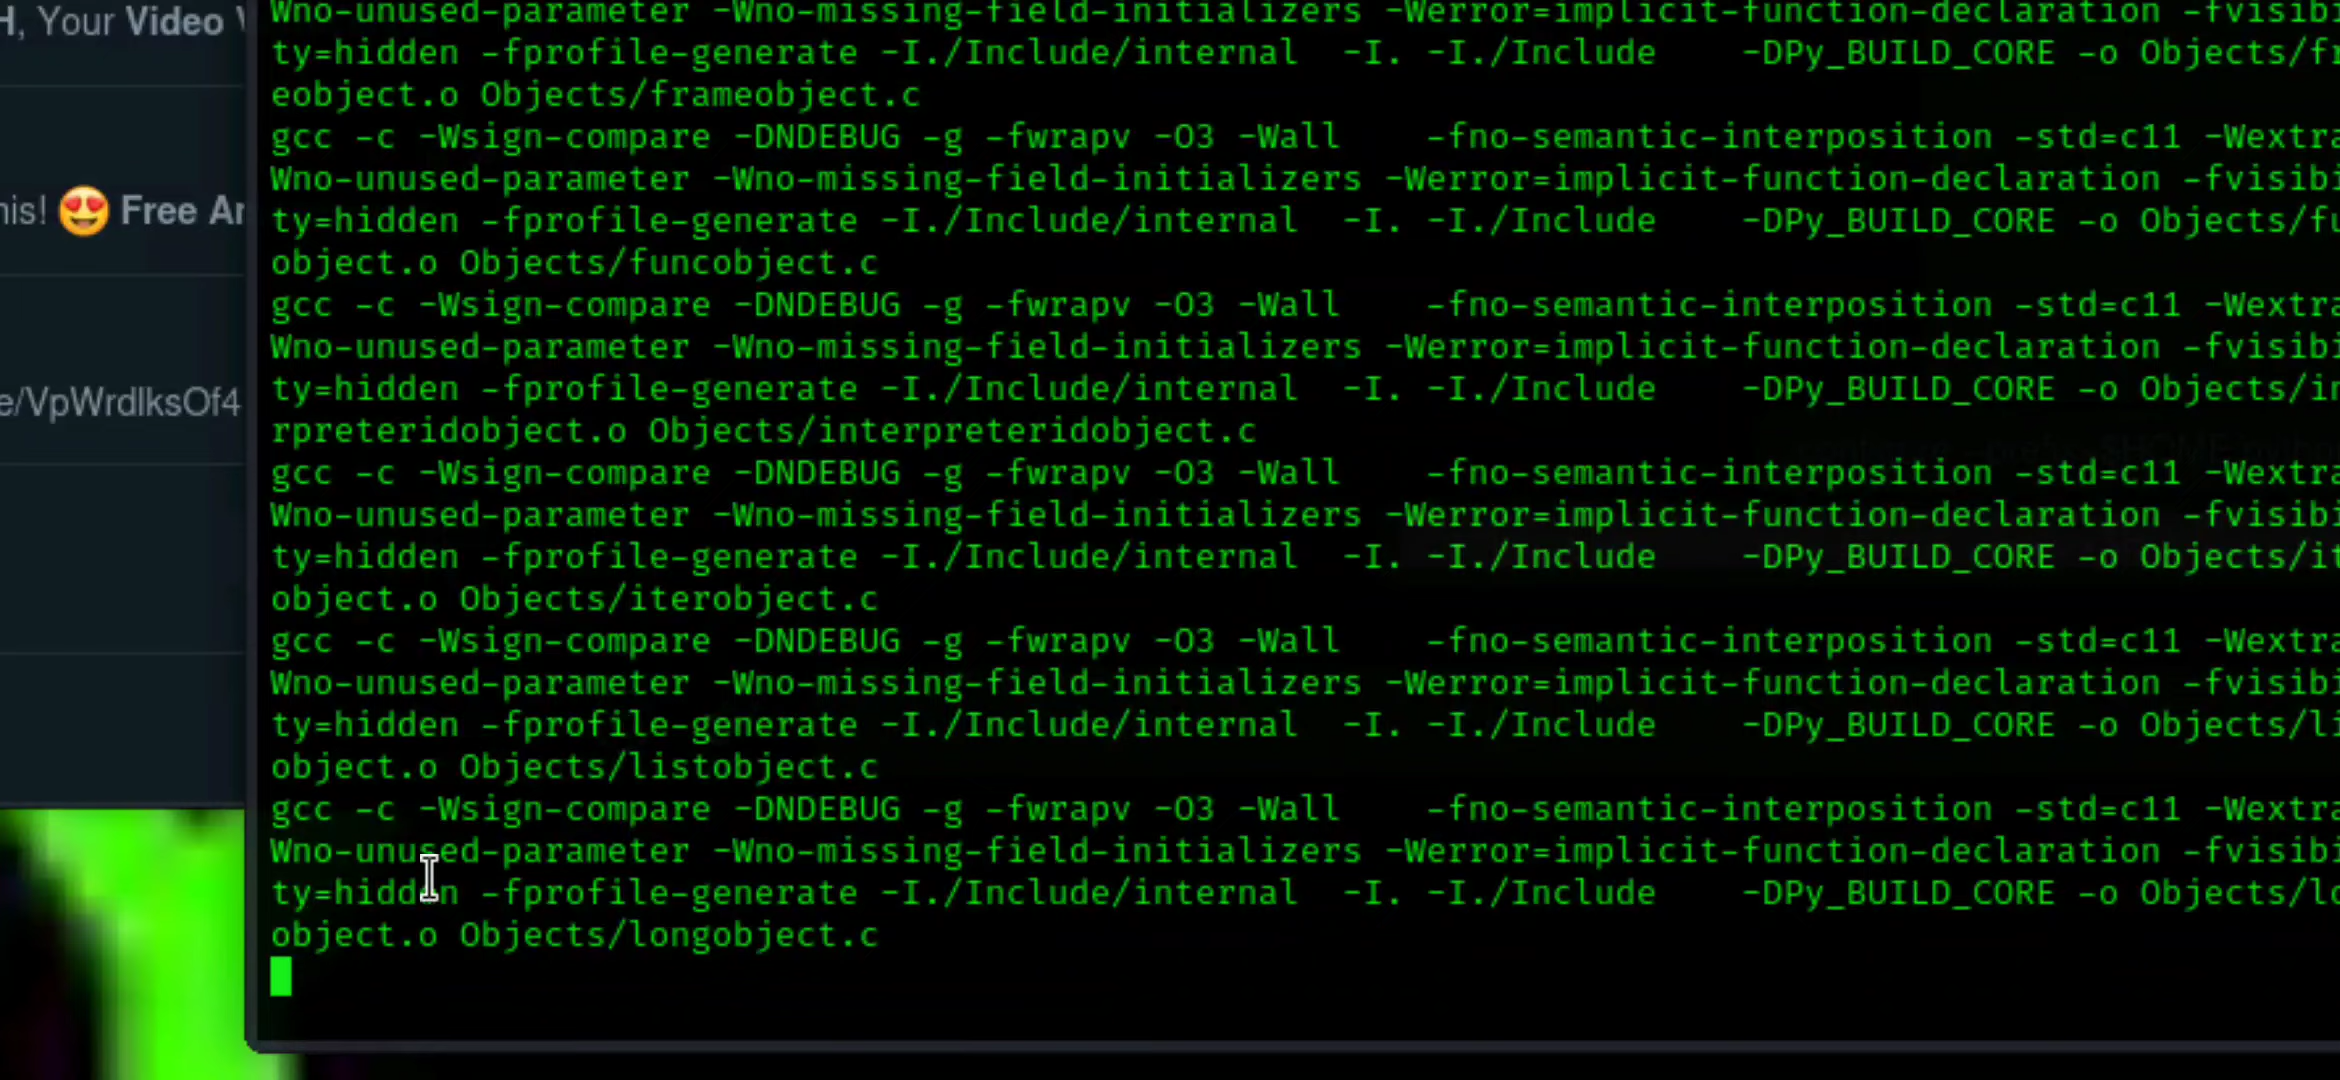 H, Your Video
his! 😍 Free Ar
e/VpWrdlksOf4
Wno-unused-parameter -Wno-missing-field-initializers -Werror=implicit-function-declaration -fvisibi
ty=hidden -fprofile-generate -I./Include/internal  -I. -I./Include    -DPy_BUILD_CORE -o Objects/fr
eobject.o Objects/frameobject.c
gcc -c -Wsign-compare -DNDEBUG -g -fwrapv -O3 -Wall    -fno-semantic-interposition -std=c11 -Wextra
Wno-unused-parameter -Wno-missing-field-initializers -Werror=implicit-function-declaration -fvisibi
ty=hidden -fprofile-generate -I./Include/internal  -I. -I./Include    -DPy_BUILD_CORE -o Objects/fu
object.o Objects/funcobject.c
gcc -c -Wsign-compare -DNDEBUG -g -fwrapv -O3 -Wall    -fno-semantic-interposition -std=c11 -Wextra
Wno-unused-parameter -Wno-missing-field-initializers -Werror=implicit-function-declaration -fvisibi
ty=hidden -fprofile-generate -I./Include/internal  -I. -I./Include    -DPy_BUILD_CORE -o Objects/in
rpreteridobject.o Objects/interpreteridobject.c
gcc -c -Wsign-compare -DNDEBUG -g -fwrapv -O3 -Wall    -fno-semantic-interposition -std=c11 -Wextra
Wno-unused-parameter -Wno-missing-field-initializers -Werror=implicit-function-declaration -fvisibi
ty=hidden -fprofile-generate -I./Include/internal  -I. -I./Include    -DPy_BUILD_CORE -o Objects/it
object.o Objects/iterobject.c
gcc -c -Wsign-compare -DNDEBUG -g -fwrapv -O3 -Wall    -fno-semantic-interposition -std=c11 -Wextra
Wno-unused-parameter -Wno-missing-field-initializers -Werror=implicit-function-declaration -fvisibi
ty=hidden -fprofile-generate -I./Include/internal  -I. -I./Include    -DPy_BUILD_CORE -o Objects/li
object.o Objects/listobject.c
gcc -c -Wsign-compare -DNDEBUG -g -fwrapv -O3 -Wall    -fno-semantic-interposition -std=c11 -Wextra
Wno-unused-parameter -Wno-missing-field-initializers -Werror=implicit-function-declaration -fvisibi
ty=hidden -fprofile-generate -I./Include/internal  -I. -I./Include    -DPy_BUILD_CORE -o Objects/lo
object.o Objects/longobject.c